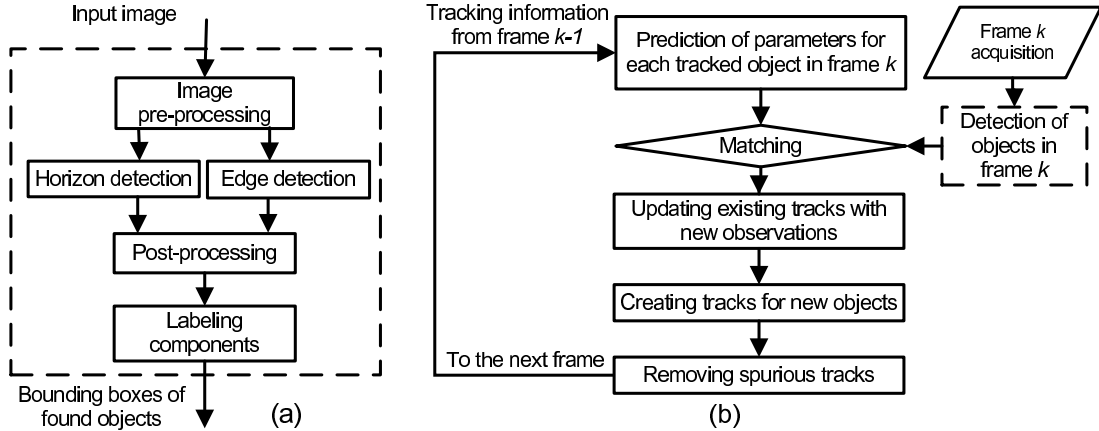 Input image
Image
pre-processing
Horizon detection
Edge detection
Post-processing
Labeling
components
Bounding boxes of
found objects
(a)
Tracking information
from frame k-1
Prediction of parameters for
each tracked object in frame k
Frame k
acquisition
Matching
Detection of
objects in
frame k
Updating existing tracks with
new observations
Creating tracks for new objects
To the next frame
Removing spurious tracks
(b)